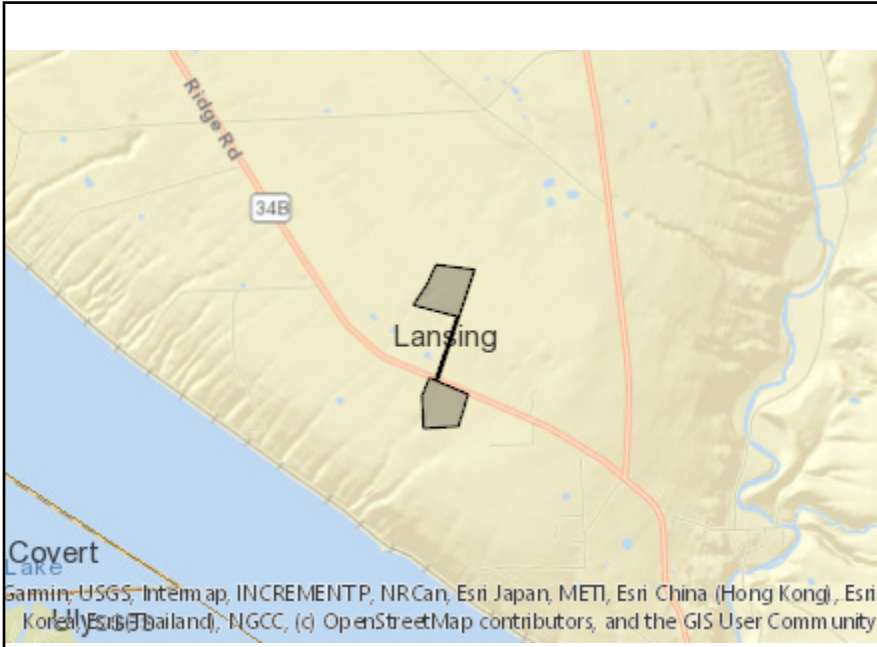 Ridge Rd
34B
Lansing
Covert
Lake
Garmin, USGS, Intermap, INCREMENT P, NRCan, Esri Japan, METI, Esri China (Hong Kong), Esri
Korea, Esri (Thailand), NGCC, (c) OpenStreetMap contributors, and the GIS User Community
Ulysses